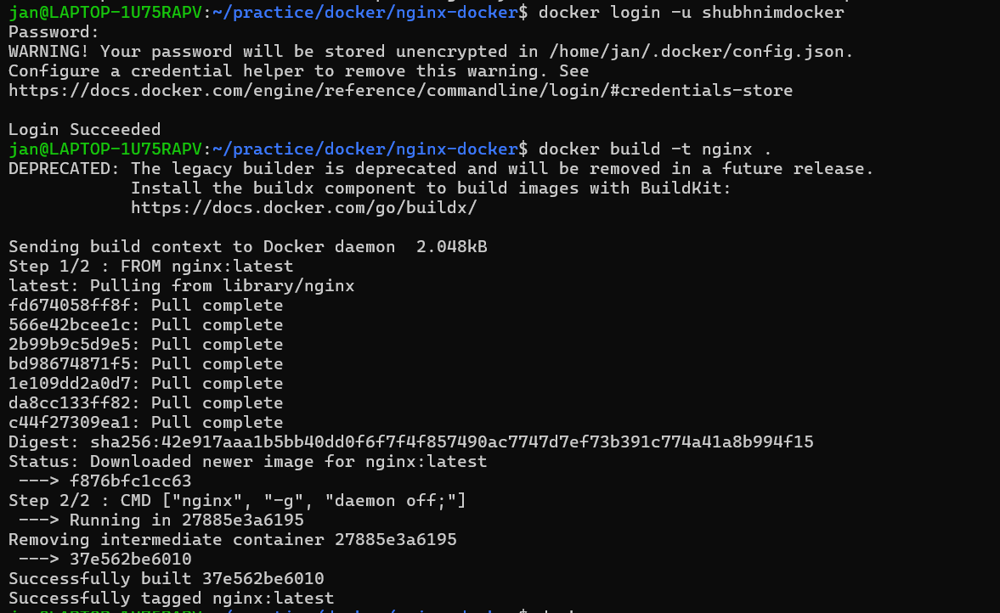 jan@LAPTOP-1U75RAPV:~/practice/docker/nginx-docker$ docker login -u shubhnimdocker
Password:
WARNING! Your password will be stored unencrypted in /home/jan/.docker/config.json.
Configure a credential helper to remove this warning. See
https://docs.docker.com/engine/reference/commandline/login/#credentials-store
Login Succeeded
jan@LAPTOP-1U75RAPV:~/practice/docker/nginx-docker$ docker build -t nginx .
DEPRECATED: The legacy builder is deprecated and will be removed in a future release.
Install the buildx component to build images with BuildKit:
https://docs.docker.com/go/buildx/
Sending build context to Docker daemon  2.048kB
Step 1/2 : FROM nginx:latest
latest: Pulling from library/nginx
fd674058ff8f: Pull complete
566e42bcee1c: Pull complete
2b99b9c5d9e5: Pull complete
bd98674871f5: Pull complete
1e109dd2a0d7: Pull complete
da8cc133ff82: Pull complete
c44f27309ea1: Pull complete
Digest: sha256:42e917aaa1b5bb40dd0f6f7f4f857490ac7747d7ef73b391c774a41a8b994f15
Status: Downloaded newer image for nginx:latest
---> f876bfc1cc63
Step 2/2 : CMD ["nginx", "-g", "daemon off;"]
---> Running in 27885e3a6195
Removing intermediate container 27885e3a6195
---> 37e562be6010
Successfully built 37e562be6010
Successfully tagged nginx:latest